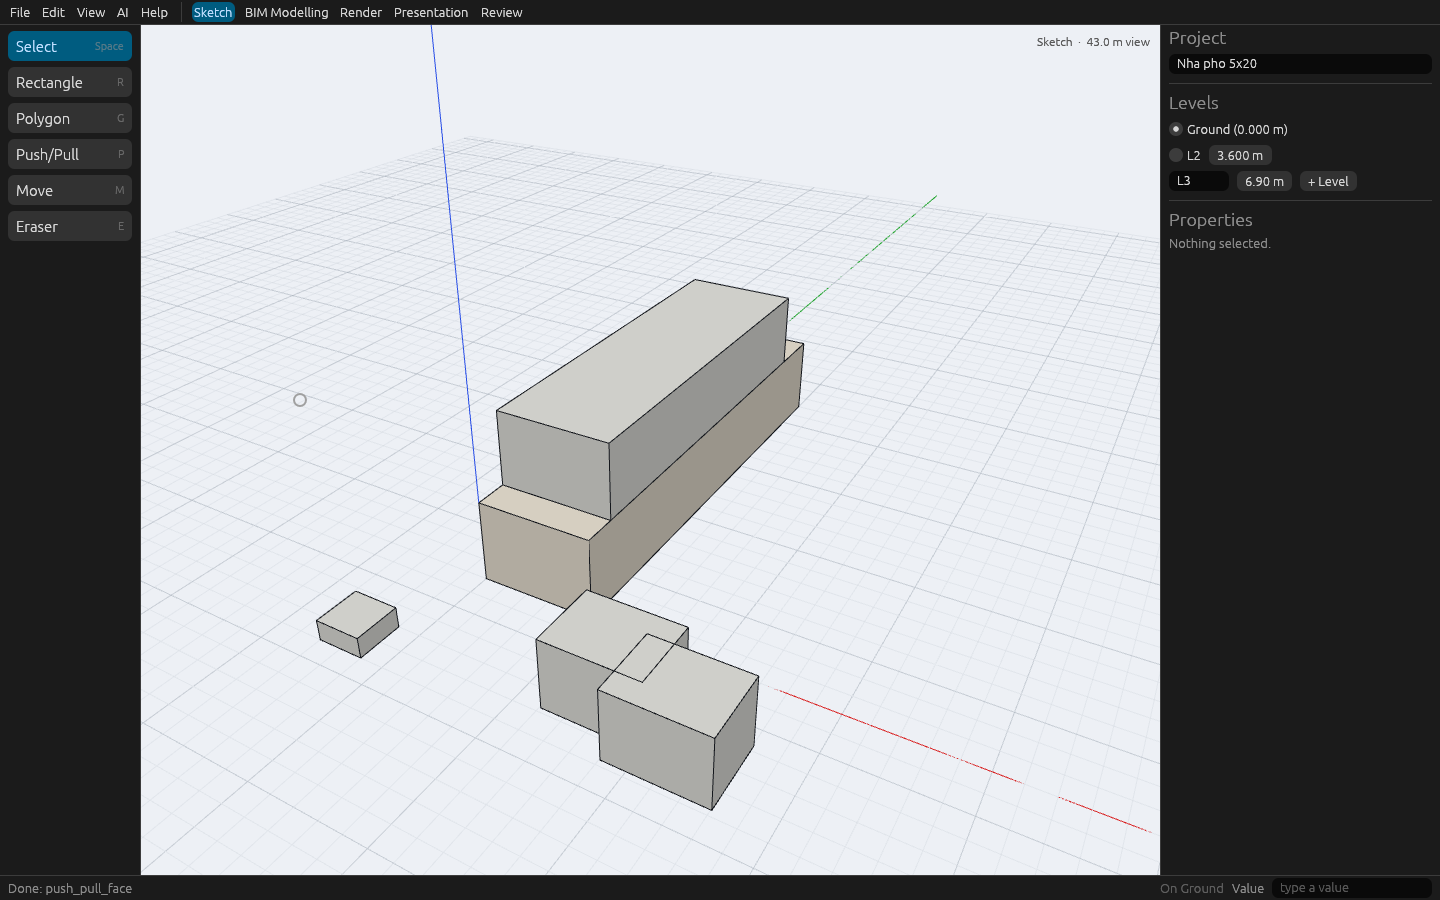 File Edit View AI Help Sketch BIM Modelling Render Presentation Review
Select Space
Rectangle R
Polygon G
Push/Pull P
Move M
Eraser E
Sketch · 43.0 m view
Project
Nha pho 5x20
Levels
Ground (0.000 m)
L2 3.600 m
L3 6.90 m + Level
Properties
Nothing selected.
Done: push_pull_face
On Ground Value type a value